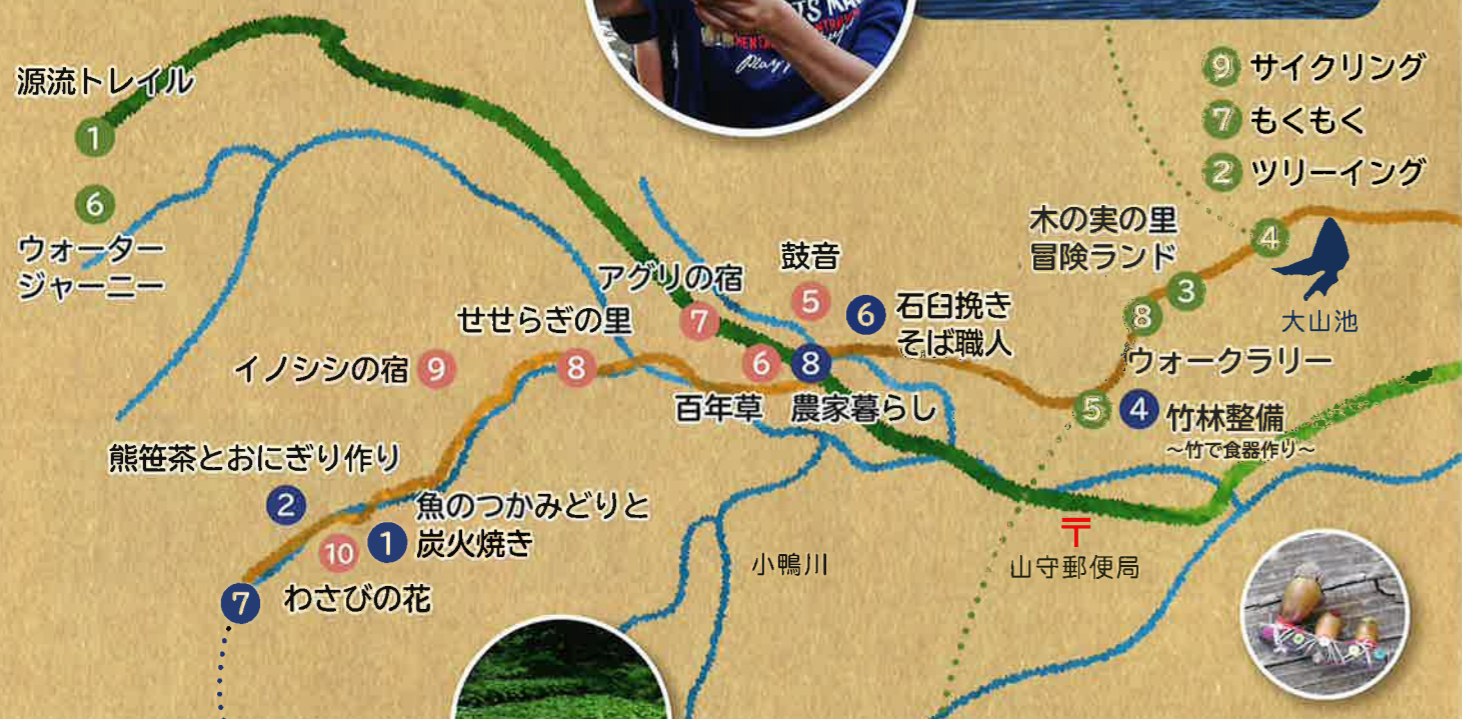 TS MA
MENTAL
Play
⑨ サイクリング
⑦ もくもく
② ツリーイング
源流トレイル
①
⑥
ウォーター
ジャーニー
木の実の里
冒険ランド
④
③
⑧
大山池
ウォークラリー
鼓音
⑤
⑥ 石臼挽き
そば職人
アグリの宿
⑦
せせらぎの里
⑧
⑥
⑧
イノシシの宿 ⑨
百年草
農家暮らし
⑤
④ 竹林整備
～竹で食器作り～
熊笹茶とおにぎり作り
②
魚のつかみどりと
① 炭火焼き
⑩
わさびの花
⑦
小鴨川
〒
山守郵便局